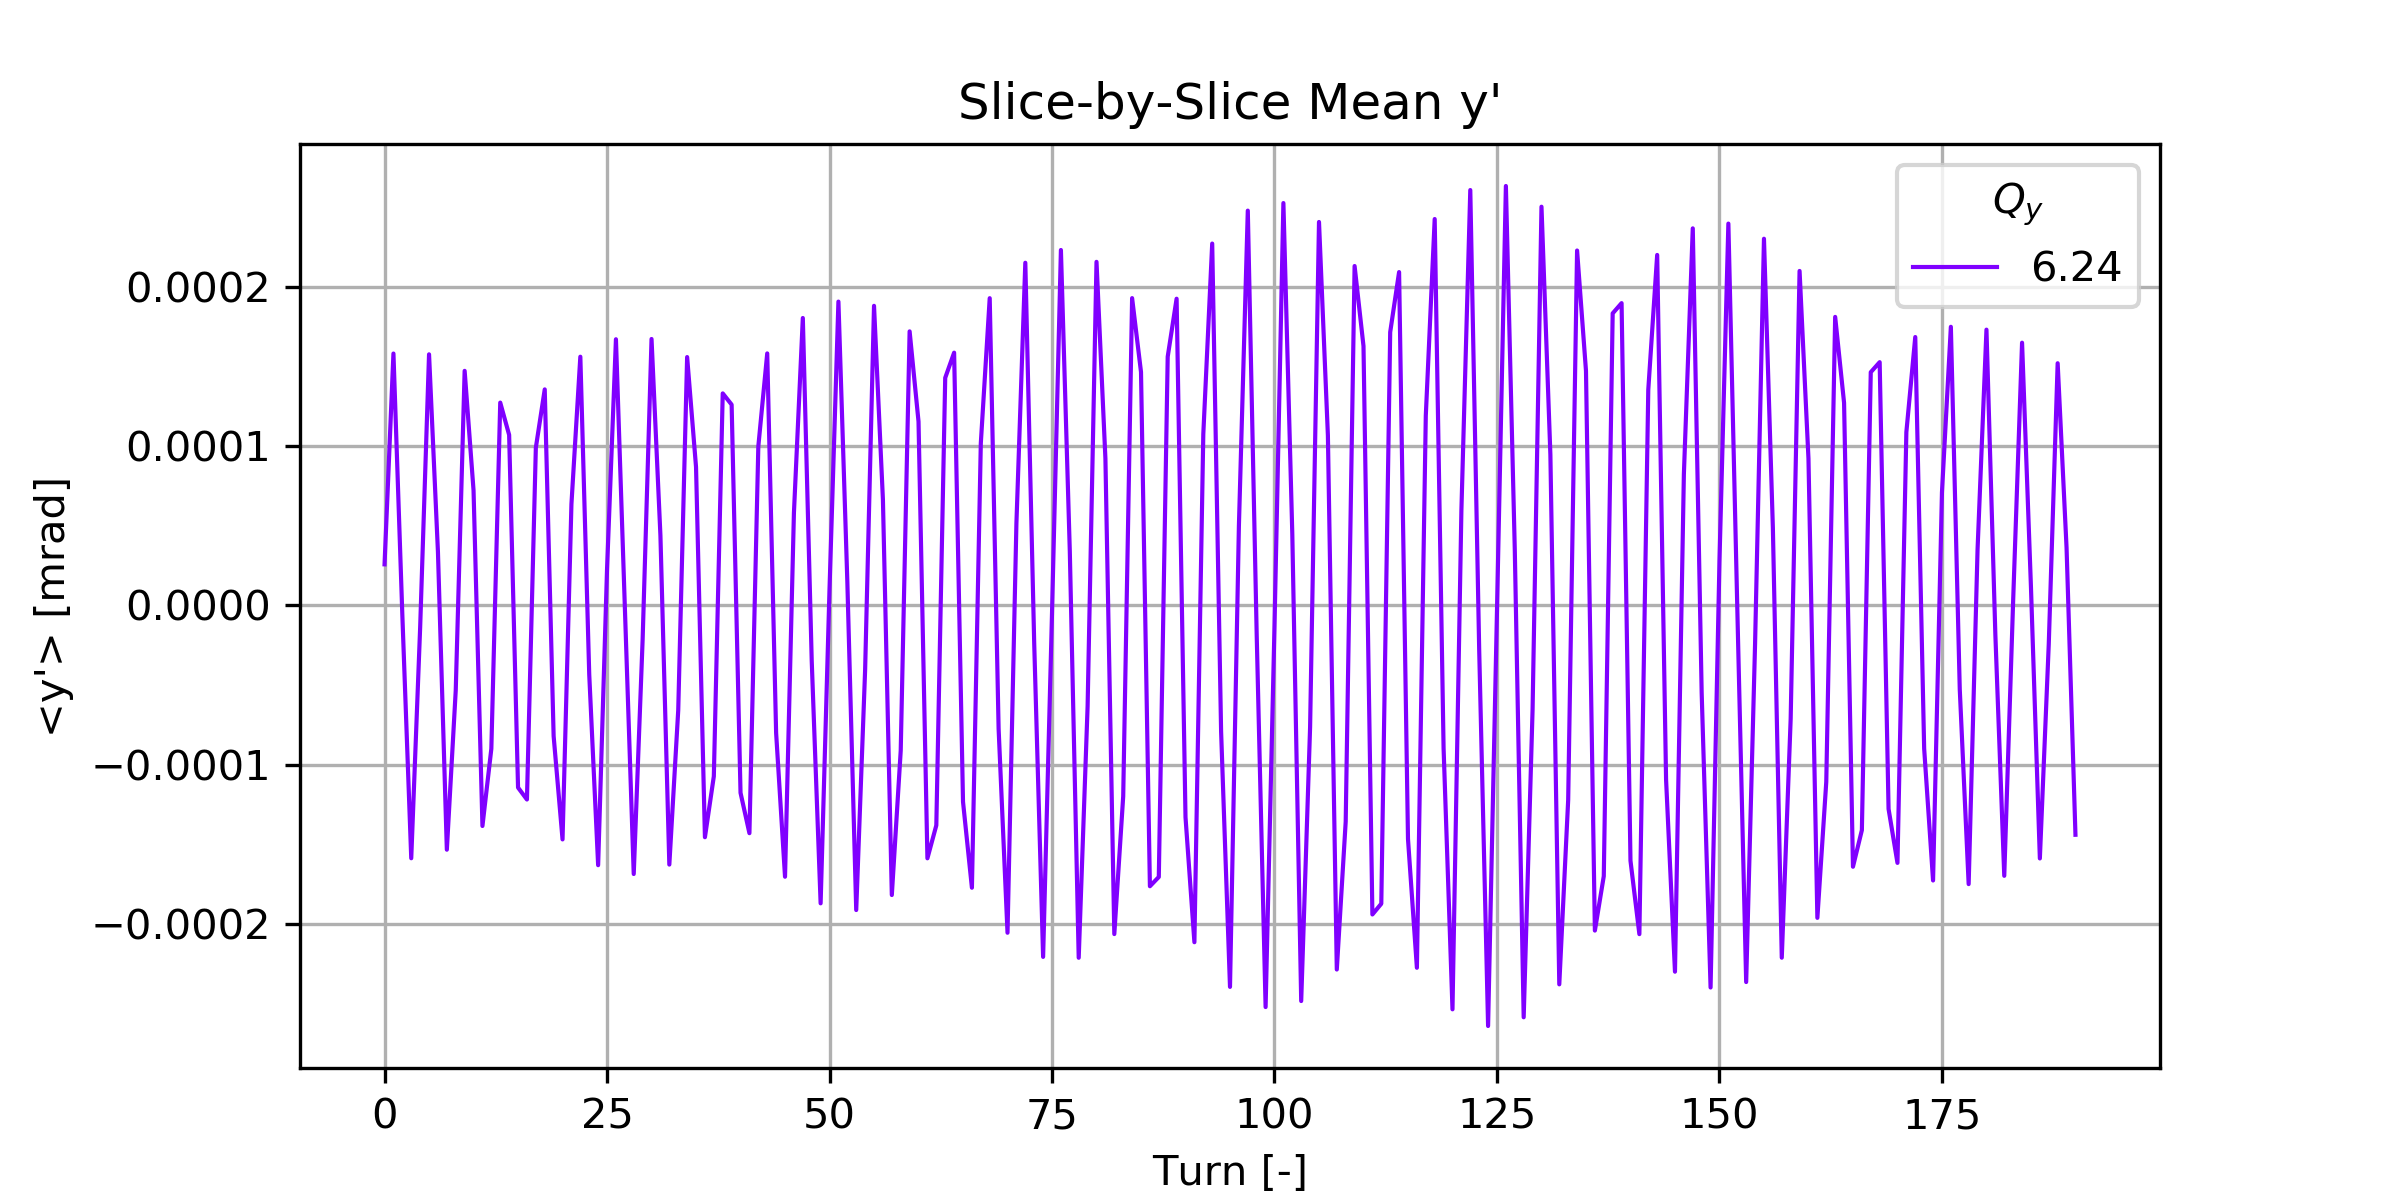 Slice-by-Slice Mean y'
Q_y
6.24
<y'> [mrad]
0.0002
0.0001
0.0000
−0.0001
−0.0002
0 25 50 75 100 125 150 175
Turn [-]